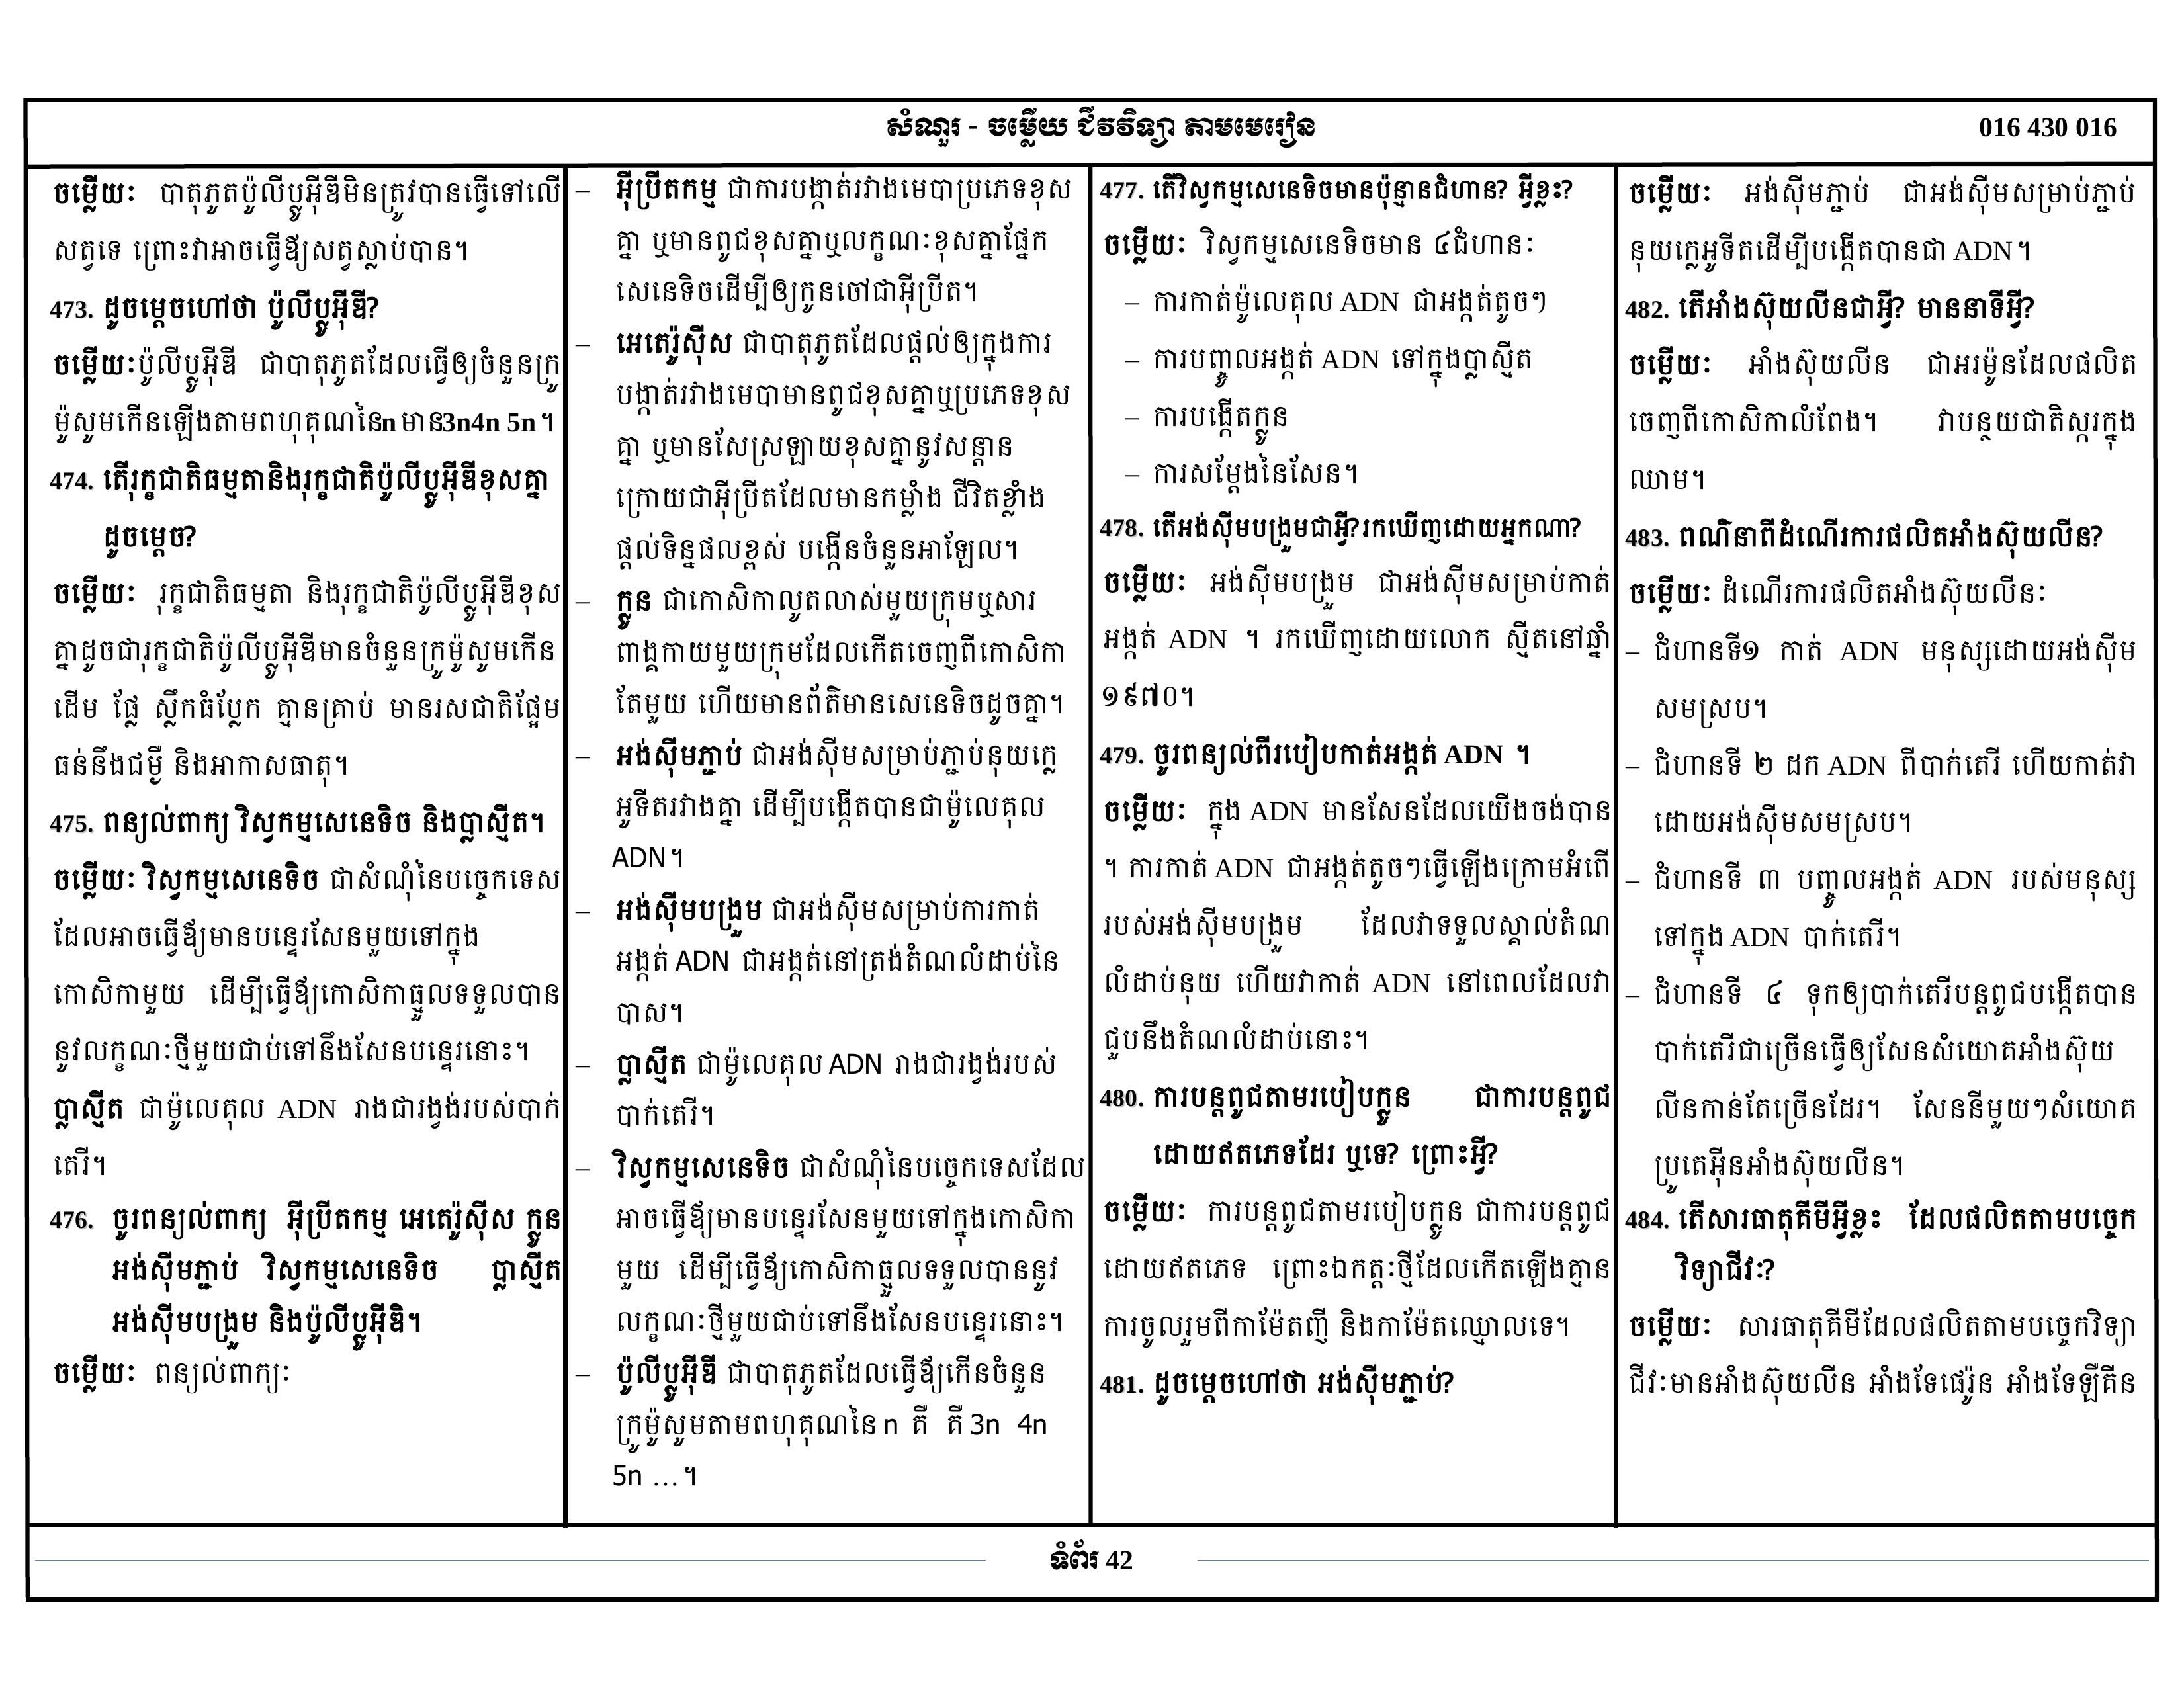 សំណួរ - ចម្លើយ ជីវវិទ្យា តាមមេរៀន
016 430 016
ចម្លើយៈ បាតុភូតប៉ូលីប្លូអ៊ីឌីមិនត្រូវបានធ្វើទៅលើ
សត្វទេ ព្រោះវាអាចធ្វើឳ្យសត្វស្លាប់បាន។
473. ដូចម្ដេចហៅថា ប៉ូលីប្លូអ៊ីឌី?
ចម្លើយៈប៉ូលីប្លូអ៊ីឌី ជាបាតុភូតដែលធ្វើឲ្យចំនួនក្រូ
ម៉ូសូមកើនឡើងតាមពហុគុណនៃn មាន3n4n 5n ។
474. តើរុក្ខជាតិធម្មតានិងរុក្ខជាតិប៉ូលីប្លូអ៊ីឌីខុសគ្នា
ដូចម្ដេច?
ចម្លើយៈ រុក្ខជាតិធម្មតា និងរុក្ខជាតិប៉ូលីប្លូអ៊ីឌីខុស
គ្នាដូចជារុក្ខជាតិប៉ូលីប្លូអ៊ីឌីមានចំនួនក្រូម៉ូសូមកើន
ដើម ផ្លែ ស្លឹកធំប្លែក គ្មានគ្រាប់ មានរសជាតិផ្អែម
ធន់នឹងជម្ងឺ និងអាកាសធាតុ។
475. ពន្យល់ពាក្យ វិស្វកម្មសេនេទិច និងប្លាស្មីត។
ចម្លើយៈ វិស្វកម្មសេនេទិច ជាសំណុំនៃបច្ចេកទេស
ដែលអាចធ្វើឳ្យមានបន្ទេរសែនមួយទៅក្នុង
កោសិកាមួយ ដើម្បីធ្វើឳ្យកោសិកាធ្មួលទទួលបាន
នូវលក្ខណៈថ្មីមួយជាប់ទៅនឹងសែនបន្ទេរនោះ។
ប្លាស្មីត ជាម៉ូលេគុល ADN រាងជារង្វង់របស់បាក់
តេរី។
476. ចូរពន្យល់ពាក្យ អ៊ីប្រ៊ីតកម្ម អេតេរ៉ូស៊ីស ក្លូន
អង់ស៊ីមភ្ជាប់ វិស្វកម្មសេនេទិច ប្លាស្មីត
អង់ស៊ីមបង្រួម និងប៉ូលីប្លូអ៊ីឌិ។
ចម្លើយៈ ពន្យល់ពាក្យៈ
– អ៊ីប្រ៊ីតកម្ម ជាការបង្កាត់រវាងមេបាប្រភេទខុស
គ្នា ឬមានពូជខុសគ្នាឬលក្ខណៈខុសគ្នាផ្នែក
សេនេទិចដើម្បីឲ្យកូនចៅជាអ៊ីប្រ៊ីត។
– អេតេរ៉ូស៊ីស ជាបាតុភូតដែលផ្ដល់ឲ្យក្នុងការ
បង្កាត់រវាងមេបាមានពូជខុសគ្នាឬប្រភេទខុស
គ្នា ឬមានសែស្រឡាយខុសគ្នានូវសន្ដាន
ក្រោយជាអ៊ីប្រ៊ីតដែលមានកម្លាំង ជីវិតខ្លាំង
ផ្ដល់ទិន្នផលខ្ពស់ បង្កើនចំនួនអាឡែល។
– ក្លូន ជាកោសិកាលូតលាស់មួយក្រុមឬសារ
ពាង្គកាយមួយក្រុមដែលកើតចេញពីកោសិកា
តែមួយ ហើយមានព័ត៌មានសេនេទិចដូចគ្នា។
– អង់ស៊ីមភ្ជាប់ ជាអង់ស៊ីមសម្រាប់ភ្ជាប់នុយក្លេ
អូទីតរវាងគ្នា ដើម្បីបង្កើតបានជាម៉ូលេគុល
ADN។
– អង់ស៊ីមបង្រួម ជាអង់ស៊ីមសម្រាប់ការកាត់
អង្កត់ ADN ជាអង្កត់នៅត្រង់តំណលំដាប់នៃ
បាស។
– ប្លាស្មីត ជាម៉ូលេគុល ADN រាងជារង្វង់របស់
បាក់តេរី។
– វិស្វកម្មសេនេទិច ជាសំណុំនៃបច្ចេកទេសដែល
អាចធ្វើឳ្យមានបន្ទេរសែនមួយទៅក្នុងកោសិកា
មួយ ដើម្បីធ្វើឳ្យកោសិកាធ្មួលទទួលបាននូវ
លក្ខណៈថ្មីមួយជាប់ទៅនឹងសែនបន្ទេរនោះ។
– ប៉ូលីប្លូអ៊ីឌី ជាបាតុភូតដែលធ្វើឳ្យកើនចំនួន
ក្រូម៉ូសូមតាមពហុគុណនៃ n គឺ គឺ 3n 4n
5n …។
477. តើវិស្វកម្មសេនេទិចមានប៉ុន្មានជំហាន? អ្វីខ្លះ?
ចម្លើយៈ វិស្វកម្មសេនេទិចមាន ៤ជំហានៈ
– ការកាត់ម៉ូលេគុល ADN ជាអង្កត់តូចៗ
– ការបញ្ចូលអង្កត់ ADN ទៅក្នុងប្លាស្មីត
– ការបង្កើតក្លូន
– ការសម្ដែងនៃសែន។
478. តើអង់ស៊ីមបង្រួមជាអ្វី?រកឃើញដោយអ្នកណា?
ចម្លើយៈ អង់ស៊ីមបង្រួម ជាអង់ស៊ីមសម្រាប់កាត់
អង្កត់ ADN ។ រកឃើញដោយលោក ស្មីតនៅឆ្នាំ
១៩៧០។
479. ចូរពន្យល់ពីរបៀបកាត់អង្កត់ ADN ។
ចម្លើយៈ ក្នុង ADN មានសែនដែលយើងចង់បាន
។ ការកាត់ ADN ជាអង្កត់តូចៗធ្វើឡើងក្រោមអំពើ
របស់អង់ស៊ីមបង្រួម ដែលវាទទួលស្គាល់តំណ
លំដាប់នុយ ហើយវាកាត់ ADN នៅពេលដែលវា
ជួបនឹងតំណលំដាប់នោះ។
480. ការបន្តពូជតាមរបៀបក្លូន ជាការបន្តពូជ
ដោយឥតភេទដែរ ឬទេ? ព្រោះអ្វី?
ចម្លើយៈ ការបន្តពូជតាមរបៀបក្លូន ជាការបន្តពូជ
ដោយឥតភេទ ព្រោះឯកត្តៈថ្មីដែលកើតឡើងគ្មាន
ការចូលរួមពីកាម៉ែតញី និងកាម៉ែតឈ្មោលទេ។
481. ដូចម្ដេចហៅថា អង់ស៊ីមភ្ជាប់?
ចម្លើយៈ អង់ស៊ីមភ្ជាប់ ជាអង់ស៊ីមសម្រាប់ភ្ជាប់
នុយក្លេអូទីតដើម្បីបង្កើតបានជា ADN។
482. តើអាំងស៊ុយលីនជាអ្វី? មាននាទីអ្វី?
ចម្លើយៈ អាំងស៊ុយលីន ជាអរម៉ូនដែលផលិត
ចេញពីកោសិកាលំពែង។ វាបន្ថយជាតិស្ករក្នុង
ឈាម។
483. ពណ៌នាពីដំណើរការផលិតអាំងស៊ុយលីន?
ចម្លើយៈ ដំណើរការផលិតអាំងស៊ុយលីនៈ
– ជំហានទី១ កាត់ ADN មនុស្សដោយអង់ស៊ីម
សមស្រប។
– ជំហានទី ២ ដក ADN ពីបាក់តេរី ហើយកាត់វា
ដោយអង់ស៊ីមសមស្រប។
– ជំហានទី ៣ បញ្ចូលអង្កត់ ADN របស់មនុស្ស
ទៅក្នុង ADN បាក់តេរី។
– ជំហានទី ៤ ទុកឲ្យបាក់តេរីបន្តពូជបង្កើតបាន
បាក់តេរីជាច្រើនធ្វើឲ្យសែនសំយោគអាំងស៊ុយ
លីនកាន់តែច្រើនដែរ។ សែននីមួយៗសំយោគ
ប្រូតេអ៊ីនអាំងស៊ុយលីន។
484. តើសារធាតុគីមីអ្វីខ្លះ ដែលផលិតតាមបច្ចេក
វិទ្យាជីវៈ?
ចម្លើយៈ សារធាតុគីមីដែលផលិតតាមបច្ចេកវិទ្យា
ជីវៈមានអាំងស៊ុយលីន អាំងទែផេរ៉ូន អាំងទែឡឺគីន
ទំព័រ 42